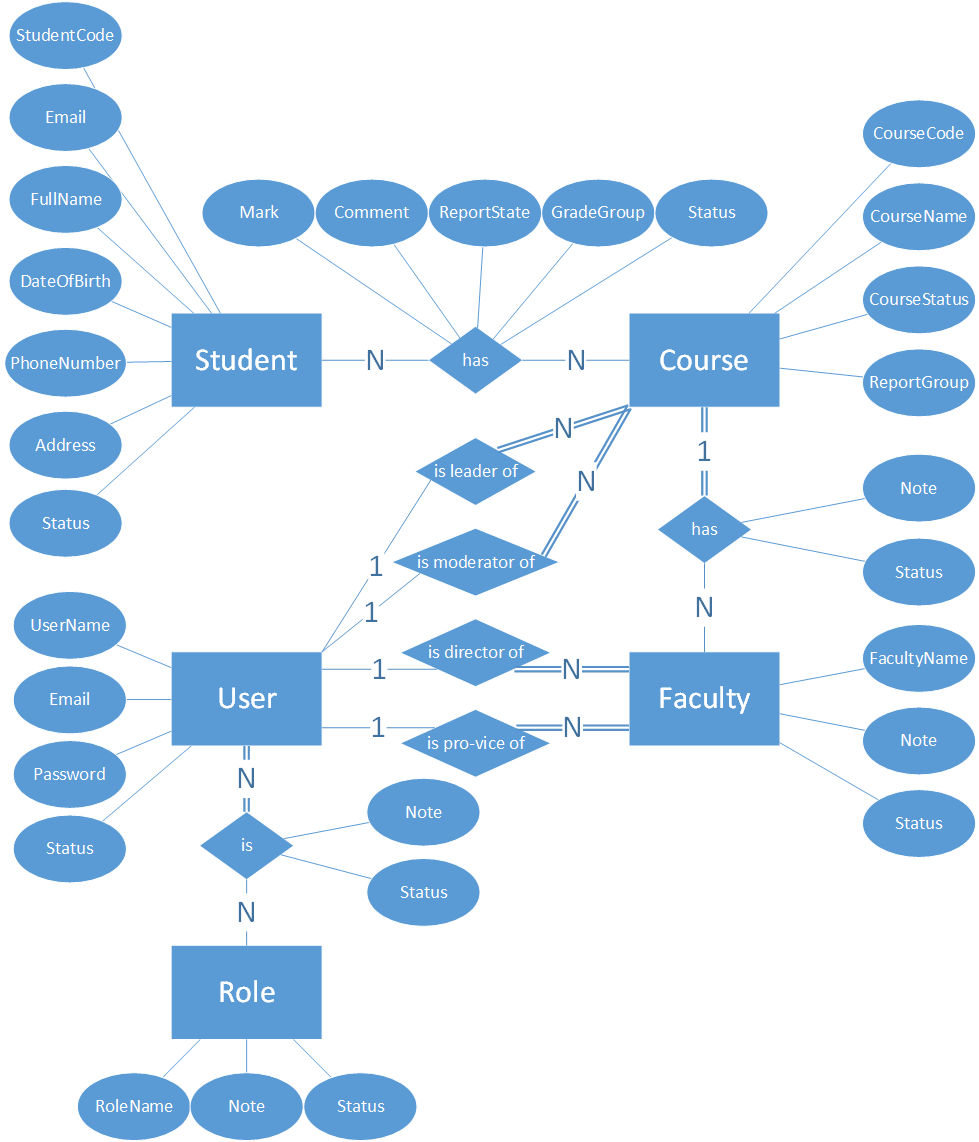 StudentCode
Email
FullName
DateOfBirth
PhoneNumber
Address
Status
Mark
Comment
ReportState
GradeGroup
Status
CourseCode
CourseName
CourseStatus
ReportGroup
Student
N
has
N
Course
N
is leader of
1
N
is moderator of
1
1
has
N
Note
Status
UserName
Email
Password
Status
User
1
is director of
N
1
is pro-vice of
N
Faculty
FacultyName
Note
Status
N
is
N
Note
Status
Role
RoleName
Note
Status